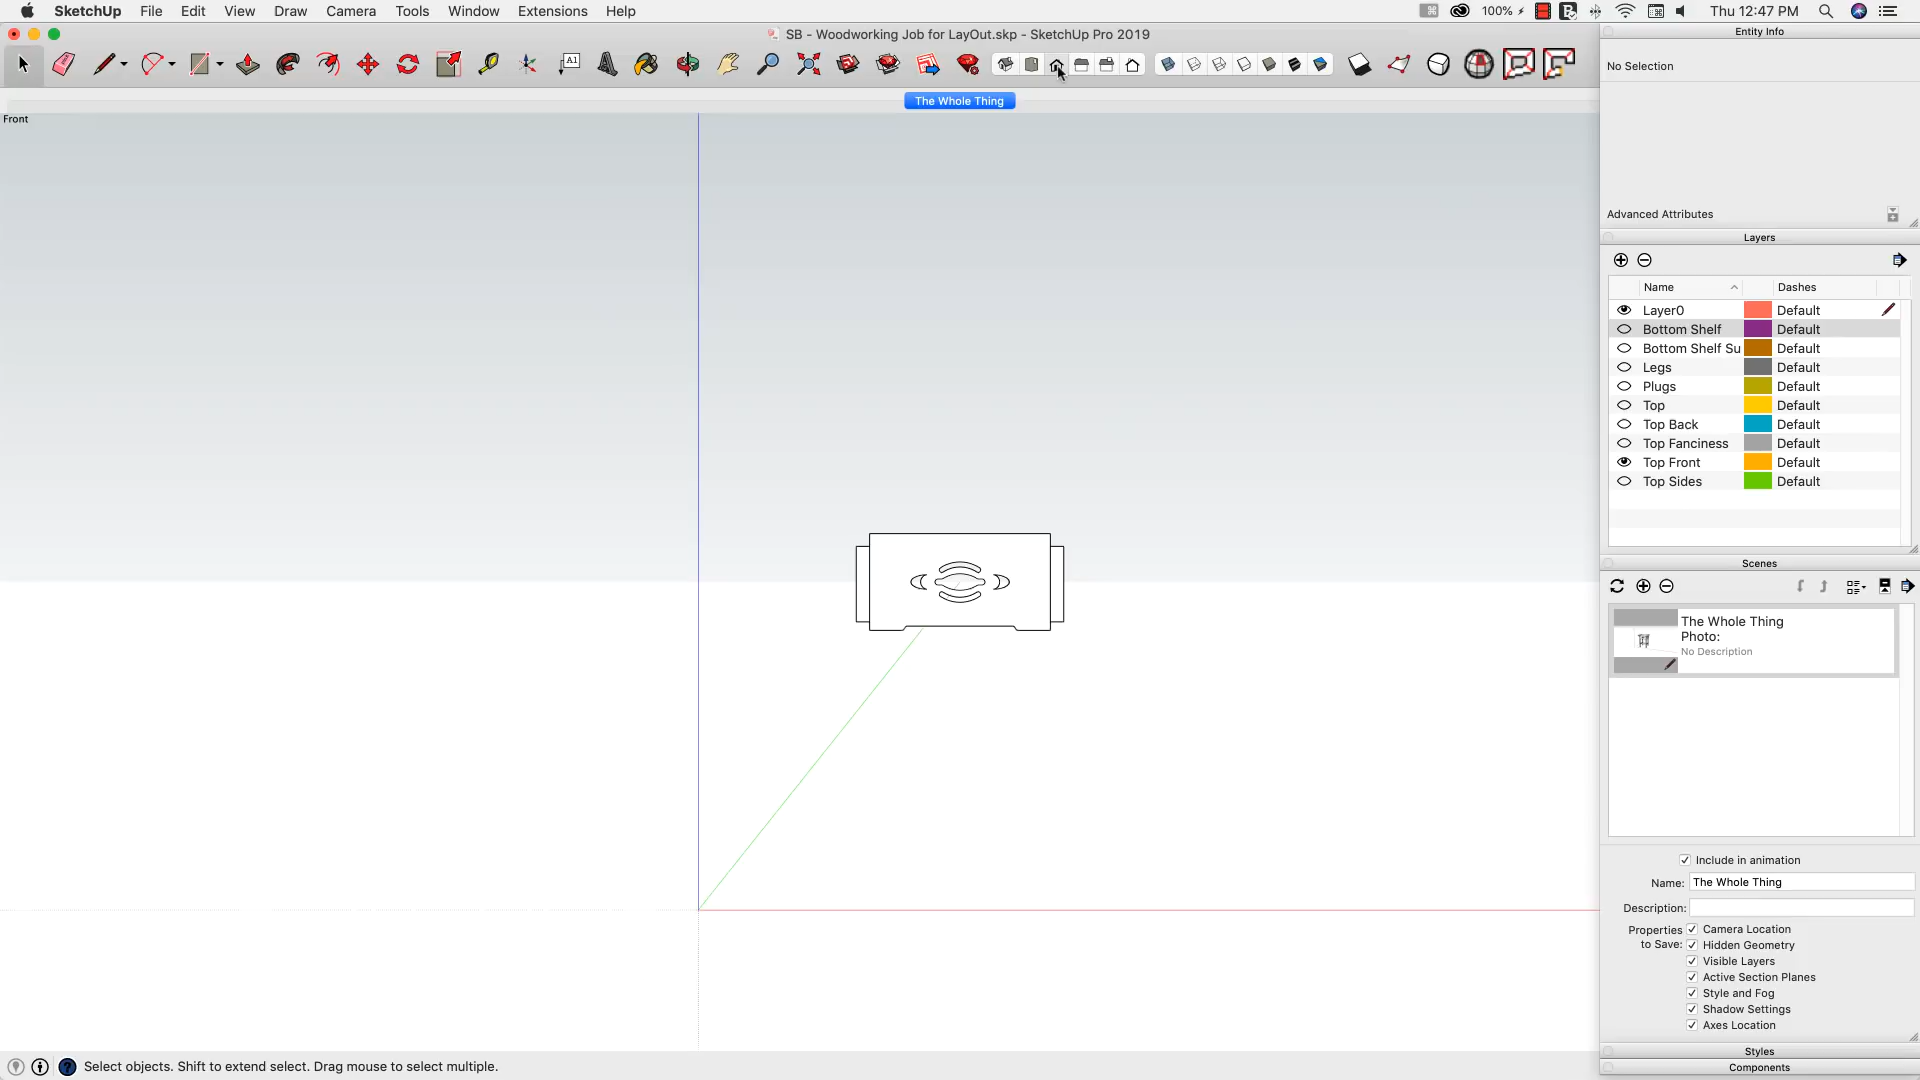 SketchUp File Edit View Draw Camera Tools Window Extensions Help 100% Thu 12:47 PM
SB - Woodworking Job for LayOut.skp - SketchUp Pro 2019
A1
The Whole Thing
Front
Entity Info
No Selection
Advanced Attributes
Layers
Name Dashes
Layer0 Default
Bottom Shelf Default
Bottom Shelf Su Default
Legs Default
Plugs Default
Top Default
Top Back Default
Top Fanciness Default
Top Front Default
Top Sides Default
Scenes
The Whole Thing
Photo:
No Description
Include in animation
Name: The Whole Thing
Description:
Properties to Save:
Camera Location
Hidden Geometry
Visible Layers
Active Section Planes
Style and Fog
Shadow Settings
Axes Location
Styles
Components
Select objects. Shift to extend select. Drag mouse to select multiple.